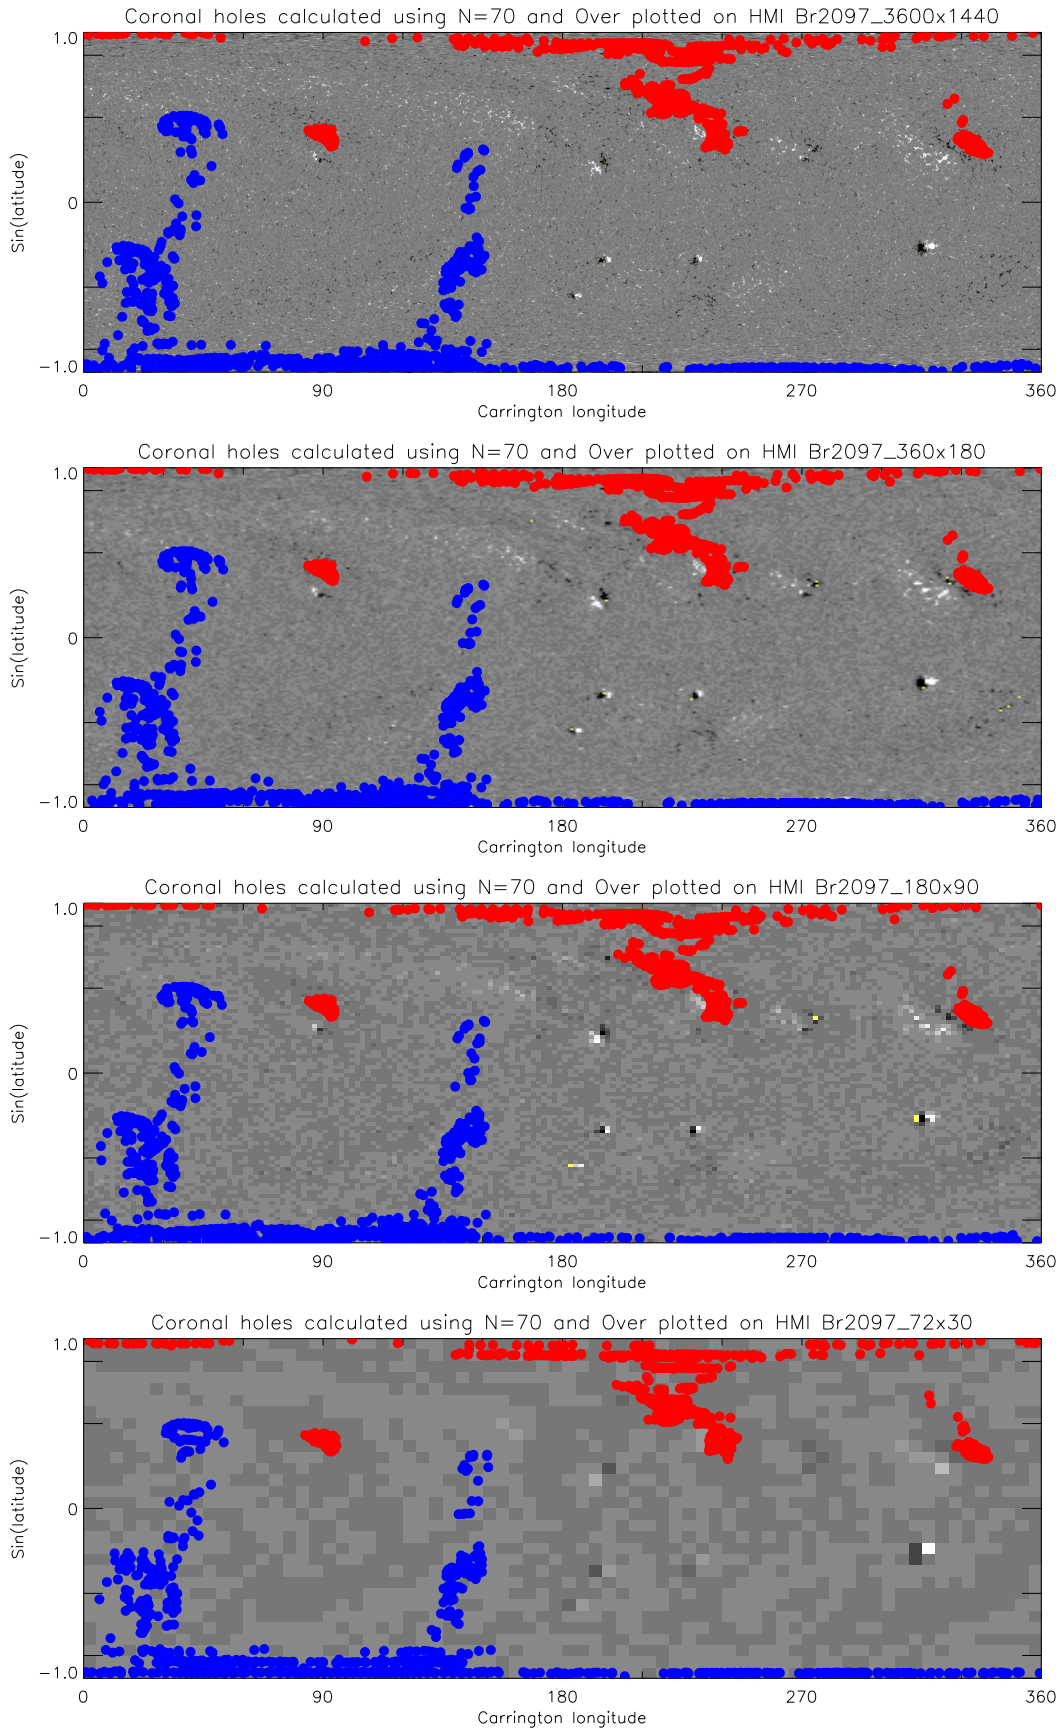 Coronal holes calculated using N=70 and Over plotted on HMI Br2097_3600x1440
1.0
0
−1.0
Sin(latitude)
0 90 180 270 360
Carrington longitude
Coronal holes calculated using N=70 and Over plotted on HMI Br2097_360x180
1.0
0
−1.0
Sin(latitude)
0 90 180 270 360
Carrington longitude
Coronal holes calculated using N=70 and Over plotted on HMI Br2097_180x90
1.0
0
−1.0
Sin(latitude)
0 90 180 270 360
Carrington longitude
Coronal holes calculated using N=70 and Over plotted on HMI Br2097_72x30
1.0
0
−1.0
Sin(latitude)
0 90 180 270 360
Carrington longitude